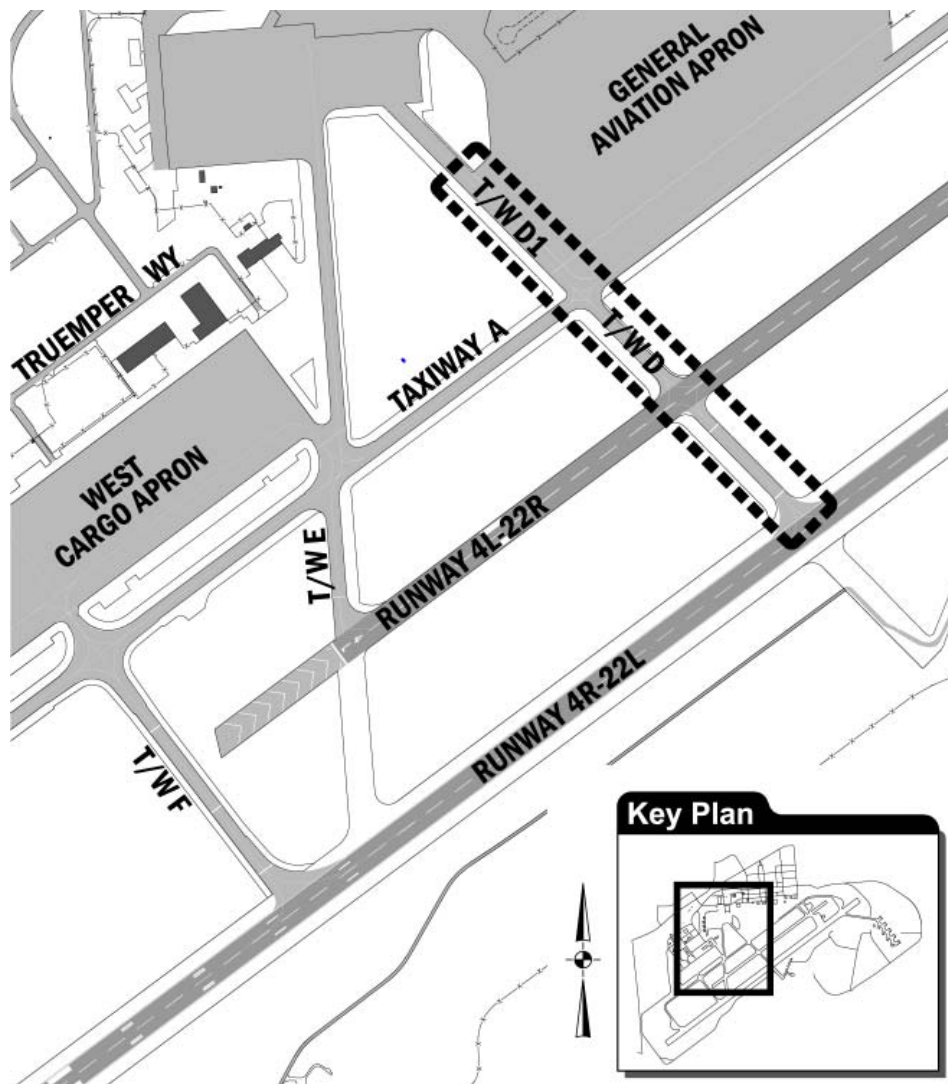 GENERAL
AVIATION APRON
T/W D1
TRUEMPER WY
T/W D
TAXIWAY A
WEST
CARGO APRON
T/W E
RUNWAY 4L-22R
RUNWAY 4R-22L
T/W F
Key Plan